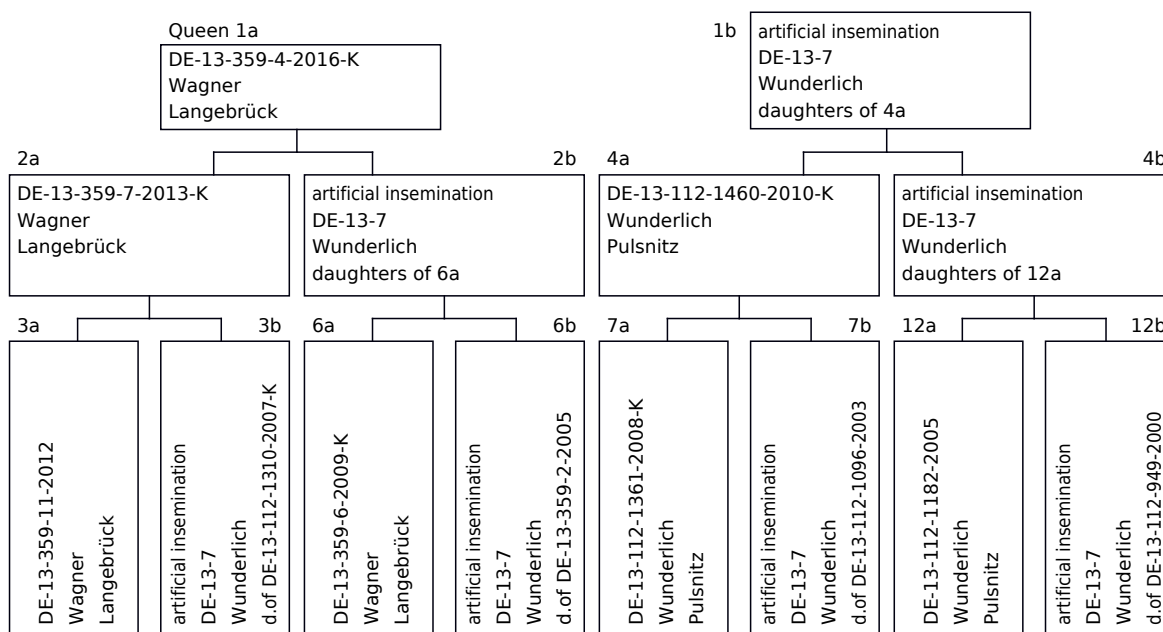 Queen 1a
DE-13-359-4-2016-K
Wagner
Langebrück
1b
artificial insemination
DE-13-7
Wunderlich
daughters of 4a
2a
DE-13-359-7-2013-K
Wagner
Langebrück
2b
artificial insemination
DE-13-7
Wunderlich
daughters of 6a
4a
DE-13-112-1460-2010-K
Wunderlich
Pulsnitz
4b
artificial insemination
DE-13-7
Wunderlich
daughters of 12a
3a
DE-13-359-11-2012
Wagner
Langebrück
3b
artificial insemination
DE-13-7
Wunderlich
d.of DE-13-112-1310-2007-K
6a
DE-13-359-6-2009-K
Wagner
Langebrück
6b
artificial insemination
DE-13-7
Wunderlich
d.of DE-13-359-2-2005
7a
DE-13-112-1361-2008-K
Wunderlich
Pulsnitz
7b
artificial insemination
DE-13-7
Wunderlich
d.of DE-13-112-1096-2003
12a
DE-13-112-1182-2005
Wunderlich
Pulsnitz
12b
artificial insemination
DE-13-7
Wunderlich
d.of DE-13-112-949-2000